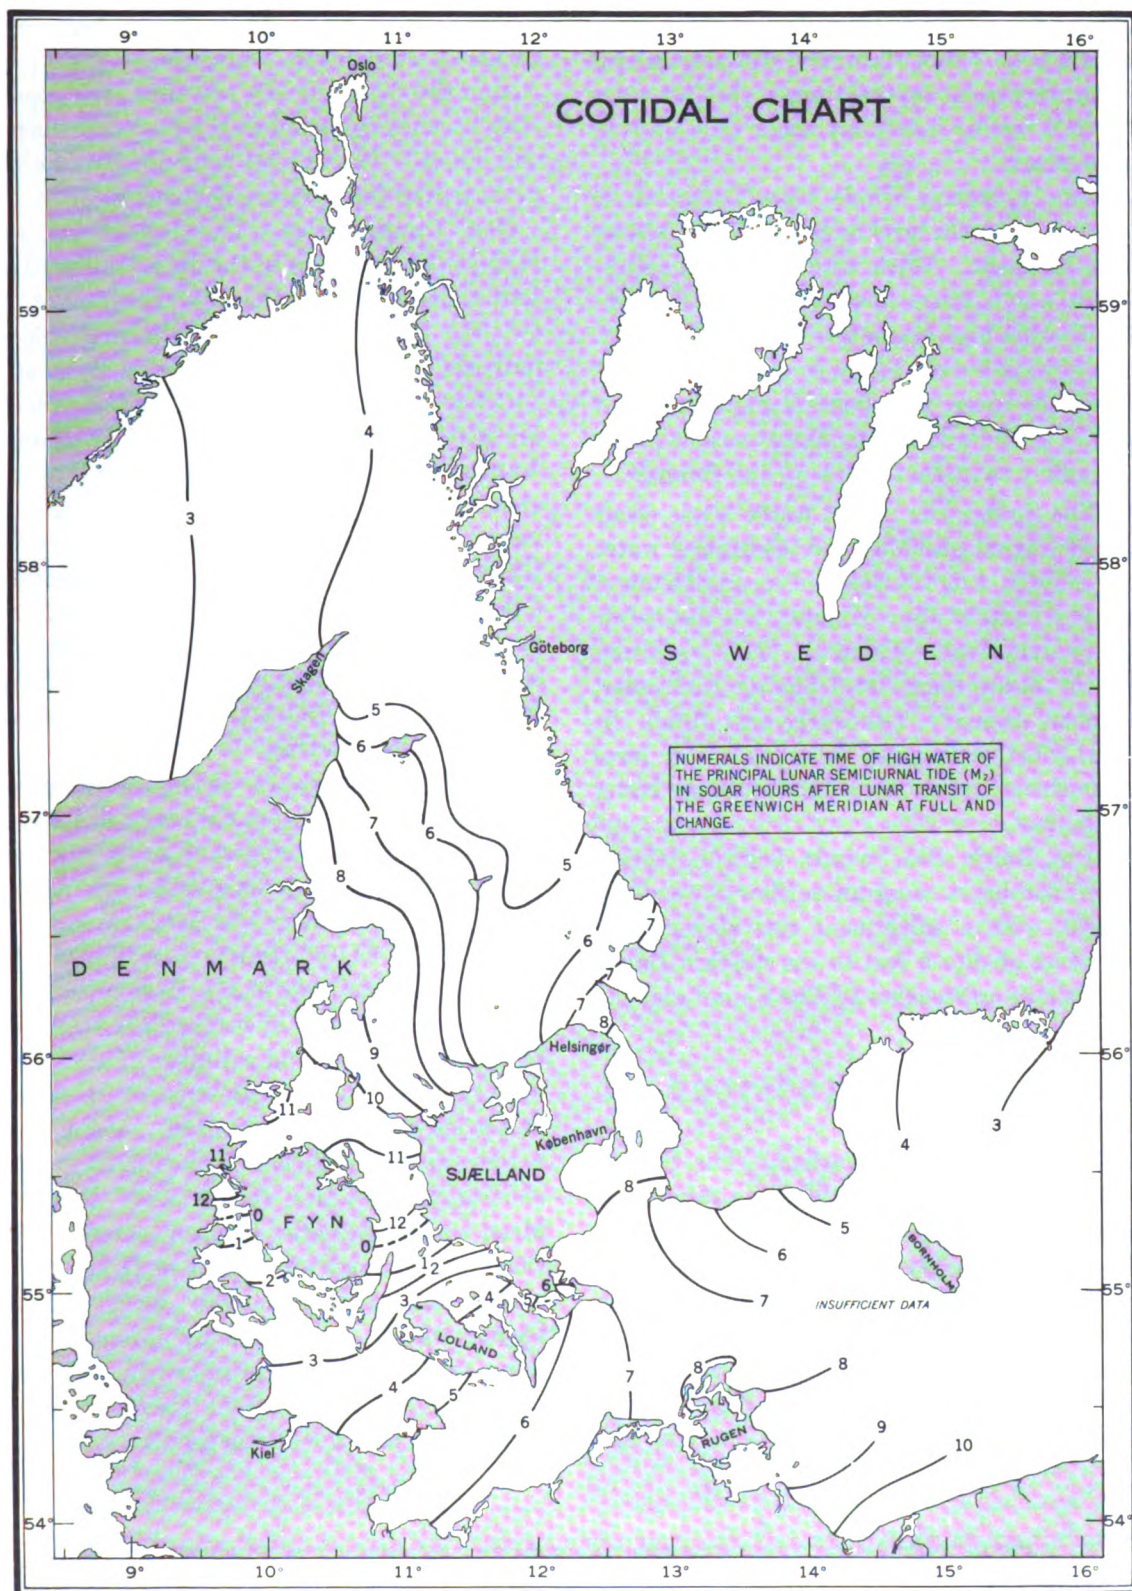 9° 10° 11° 12° 13° 14° 15° 16°
Oslo
COTIDAL CHART
59° 59°
4
3
58° 58°
Skagen
Göteborg
SWEDEN
5
6
NUMERALS INDICATE TIME OF HIGH WATER OF
THE PRINCIPAL LUNAR SEMIDIURNAL TIDE (M₂)
IN SOLAR HOURS AFTER LUNAR TRANSIT OF
THE GREENWICH MERIDIAN AT FULL AND
CHANGE.
57° 57°
7 6
5
8
7
6
DENMARK
7
7
8
56° 56°
Helsingør
9
10
11
3
4
København
11 11
SJÆLLAND
12
8
0 FYN 12
5
1 0
6
BORNHOLM
2 1 2 6
55° 55°
3 4 5
7
INSUFFICIENT DATA
LOLLAND
3
4
5
7
8
8
6
RUGEN
9
10
Kiel
54° 54°
9° 10° 11° 12° 13° 14° 15° 16°